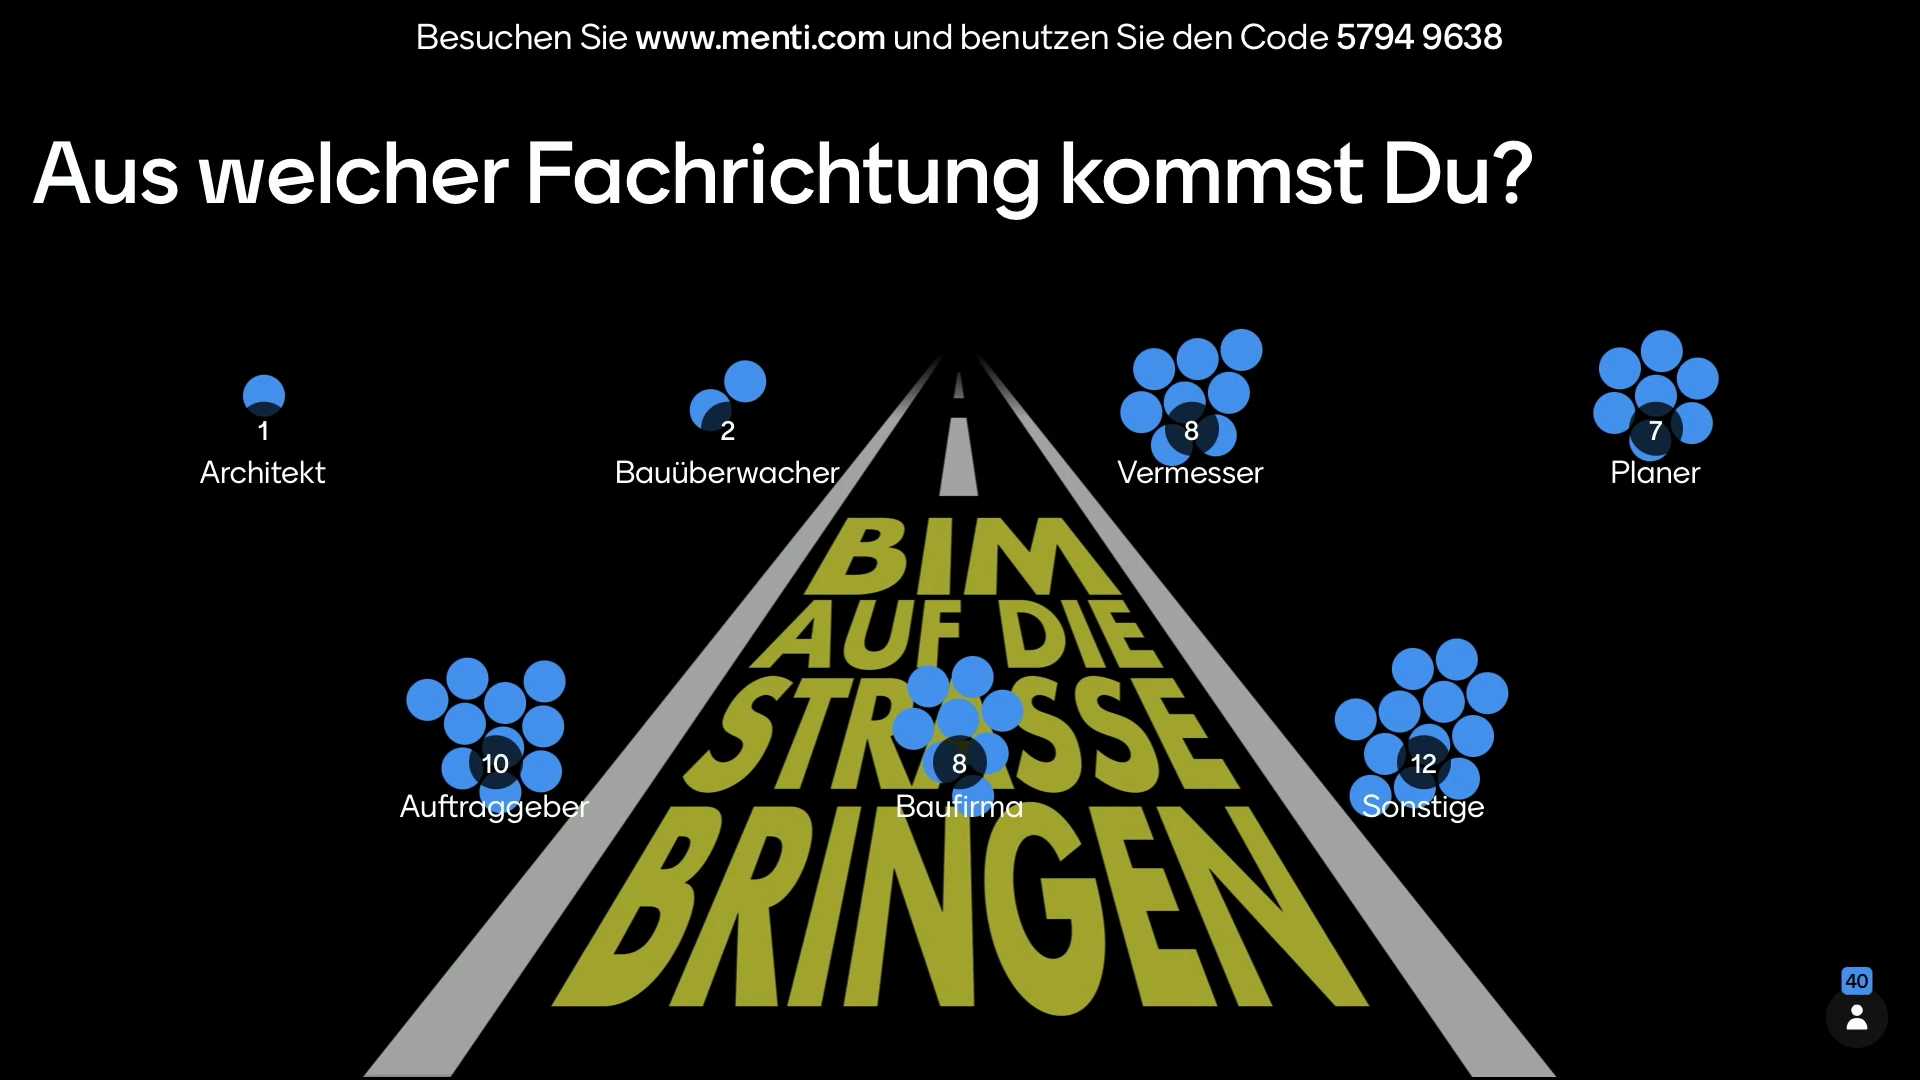 Besuchen Sie www.menti.com und benutzen Sie den Code 5794 9638
Aus welcher Fachrichtung kommst Du?
1
Architekt
2
Bauüberwacher
8
Vermesser
7
Planer
BIM
AUF DIE
STRASSE
BRINGEN
10
Auftraggeber
8
Baufirma
12
Sonstige
40